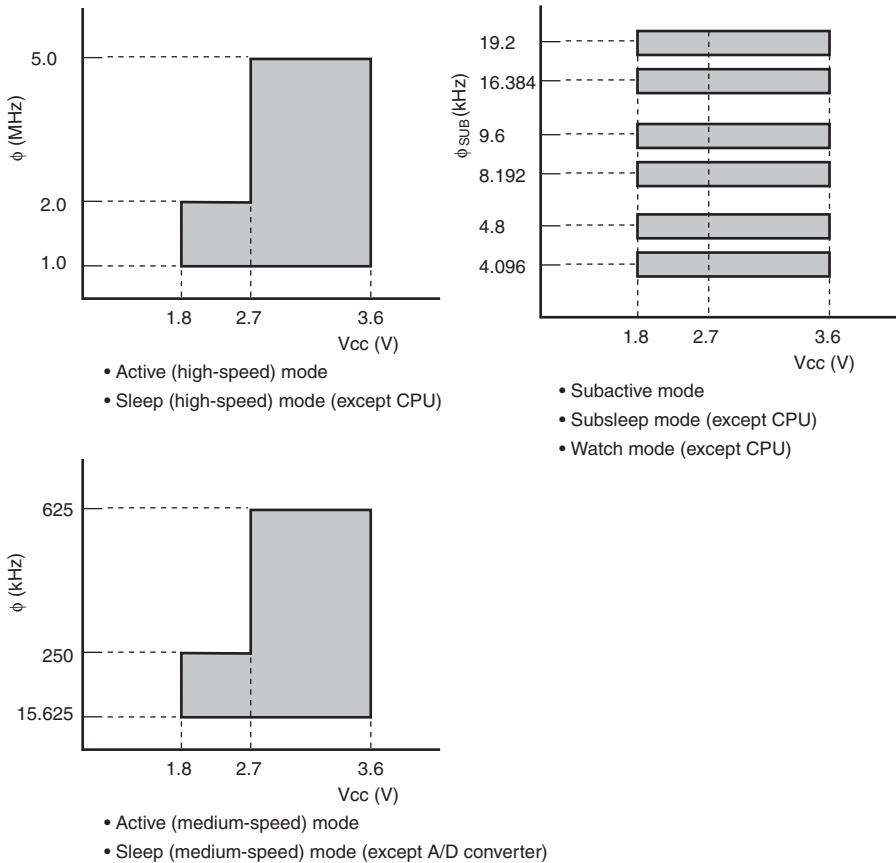 5.0
φ (MHz)
2.0
1.0
1.8 2.7 3.6
Vcc (V)
• Active (high-speed) mode
• Sleep (high-speed) mode (except CPU)
19.2
16.384
φSUB (kHz)
9.6
8.192
4.8
4.096
1.8 2.7 3.6
Vcc (V)
• Subactive mode
• Subsleep mode (except CPU)
• Watch mode (except CPU)
625
φ (kHz)
250
15.625
1.8 2.7 3.6
Vcc (V)
• Active (medium-speed) mode
• Sleep (medium-speed) mode (except A/D converter)